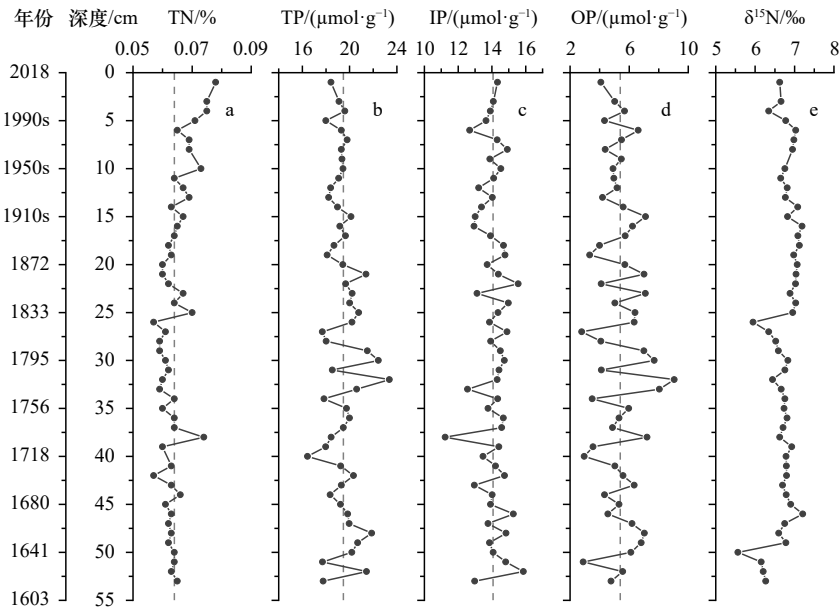 年份 深度/cm TN/% TP/(μmol·g⁻¹) IP/(μmol·g⁻¹) OP/(μmol·g⁻¹) δ¹⁵N/‰
0.05 0.07 0.09 12 16 20 24 10 12 14 16 2 6 10 5 6 7 8
2018 0
a b c d e
1990s 5
1950s 10
1910s 15
1872 20
1833 25
1795 30
1756 35
1718 40
1680 45
1641 50
1603 55